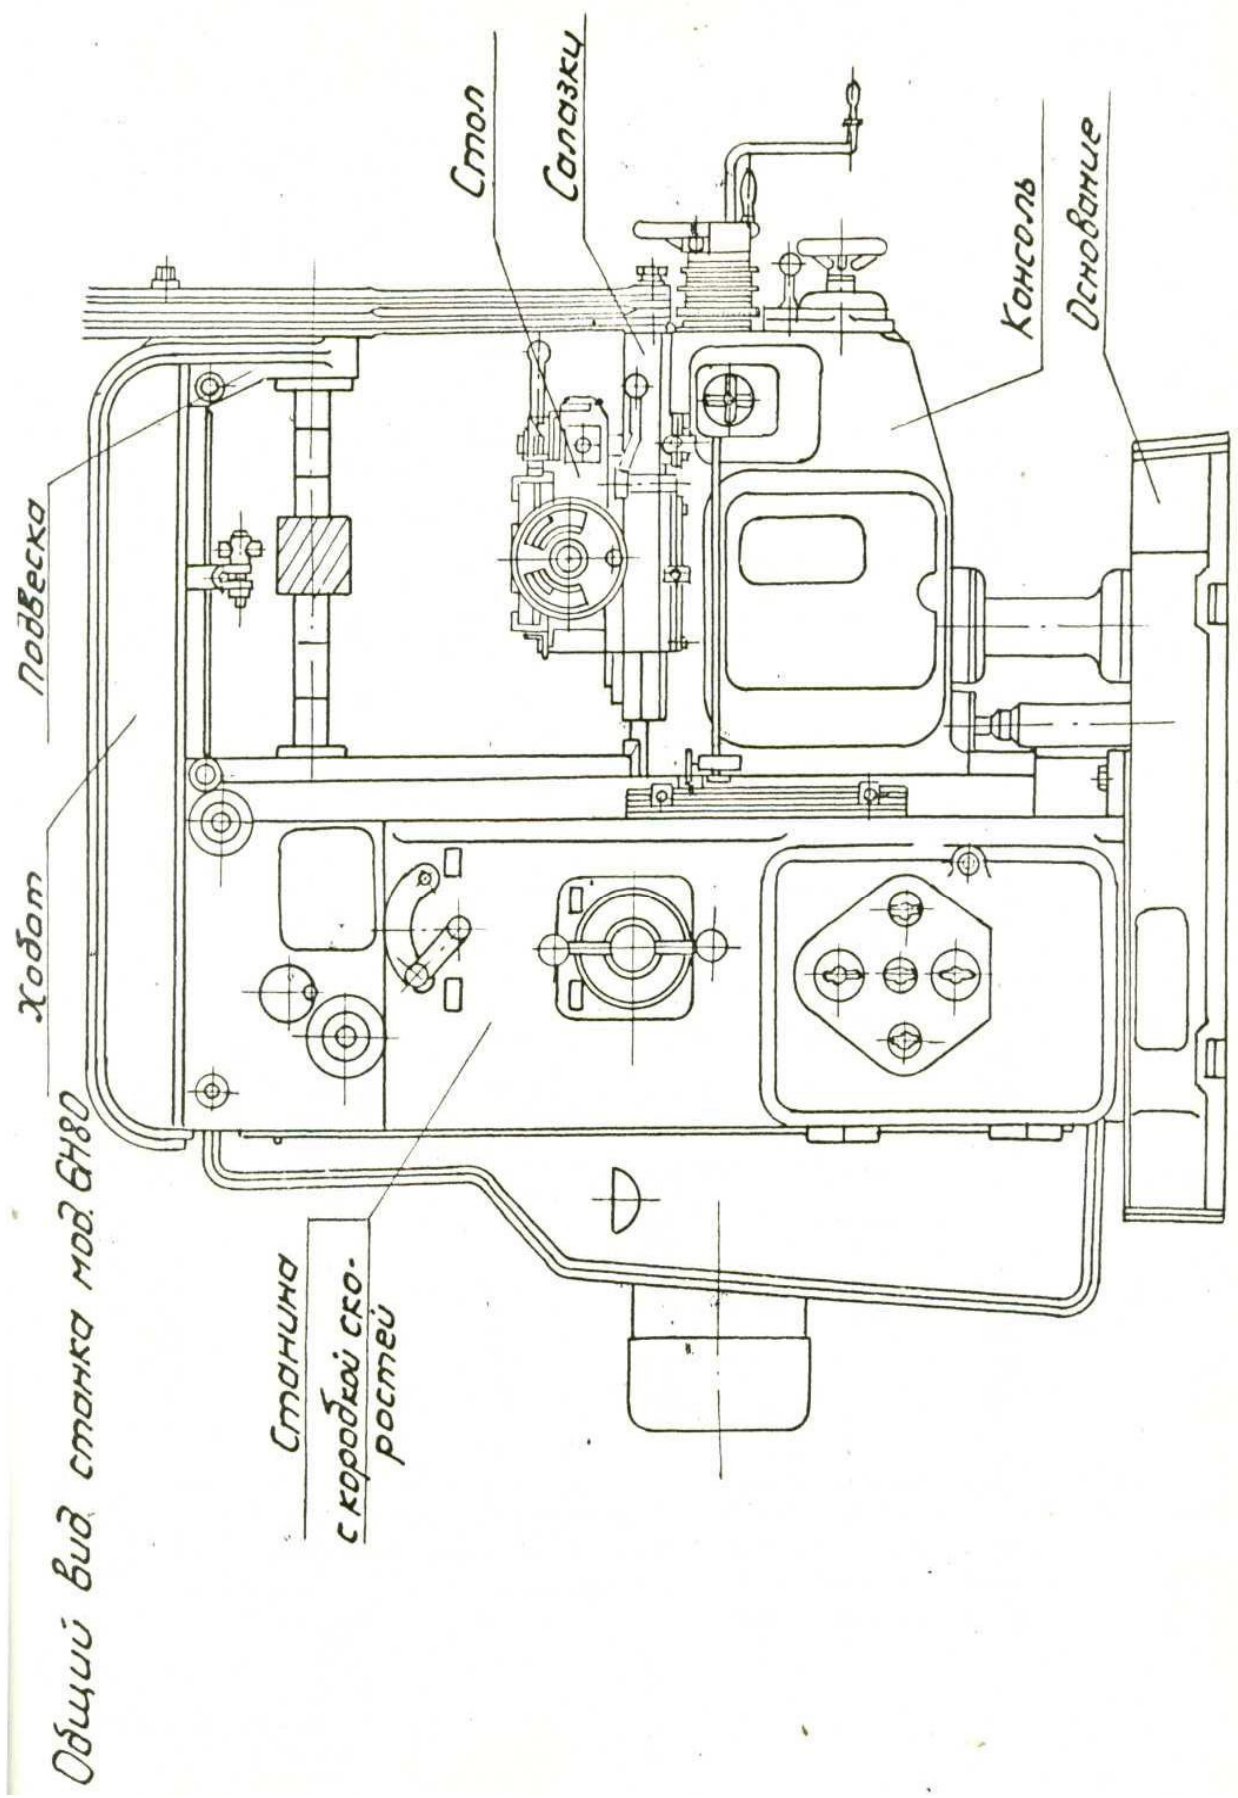 Общий вид станка мод. 6Н80
Хобот
Подвеска
Станина
с коробкой ско-
ростей
Стол
Салазки
Консоль
Основание